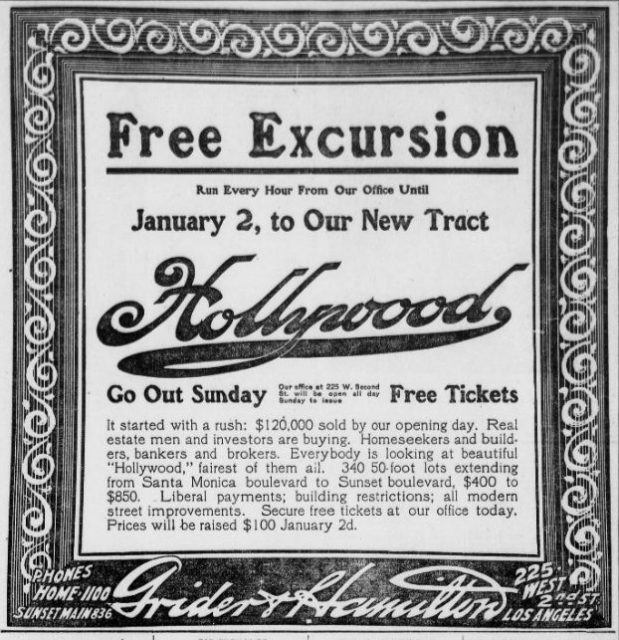 Free Excursion
Run Every Hour From Our Office Until
January 2, to Our New Tract
Hollywood
Go Out Sunday
Our office at 225 W. Second
St. will be open all day
Sunday to issue
Free Tickets
It started with a rush: $120,000 sold by our opening day. Real
estate men and investors are buying. Homeseekers and build-
ers, bankers and brokers. Everybody is looking at beautiful
"Hollywood," fairest of them all. 340 50-foot lots extending
from Santa Monica boulevard to Sunset boulevard, $400 to
$850. Liberal payments; building restrictions; all modern
street improvements. Secure free tickets at our office today.
Prices will be raised $100 January 2d.
PHONES
HOME·1100
SUNSET MAIN 836
Grider & Hamilton
225
WEST
2nd ST.
LOS ANGELES